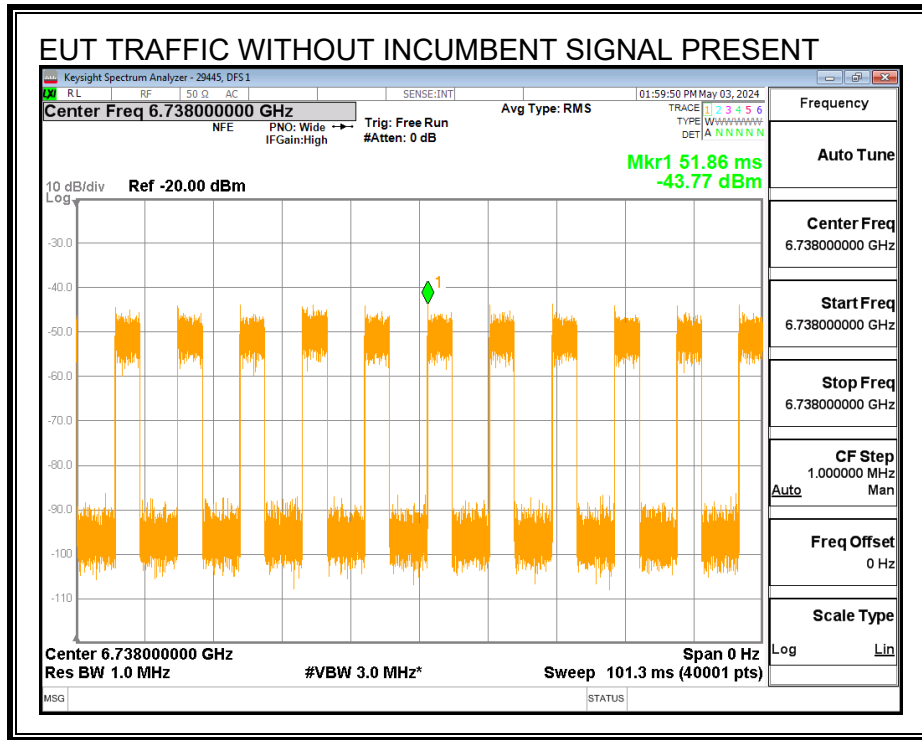 EUT TRAFFIC WITHOUT INCUMBENT SIGNAL PRESENT
Keysight Spectrum Analyzer - 29445, DFS 1
LXI RL RF 50 Ω AC SENSE:INT 01:59:50 PM May 03, 2024
Center Freq 6.738000000 GHz Avg Type: RMS TRACE 1 2 3 4 5 6
NFE PNO: Wide Trig: Free Run TYPE WWWWWW
IFGain:High #Atten: 0 dB DET A N N N N N
Mkr1 51.86 ms
-43.77 dBm
10 dB/div Ref -20.00 dBm
Log
1
-30.0
-40.0
-50.0
-60.0
-70.0
-80.0
-90.0
-100
-110
Center 6.738000000 GHz Span 0 Hz
Res BW 1.0 MHz #VBW 3.0 MHz* Sweep 101.3 ms (40001 pts)
MSG STATUS
Frequency
Auto Tune
Center Freq
6.738000000 GHz
Start Freq
6.738000000 GHz
Stop Freq
6.738000000 GHz
CF Step
1.000000 MHz
Auto Man
Freq Offset
0 Hz
Scale Type
Log Lin